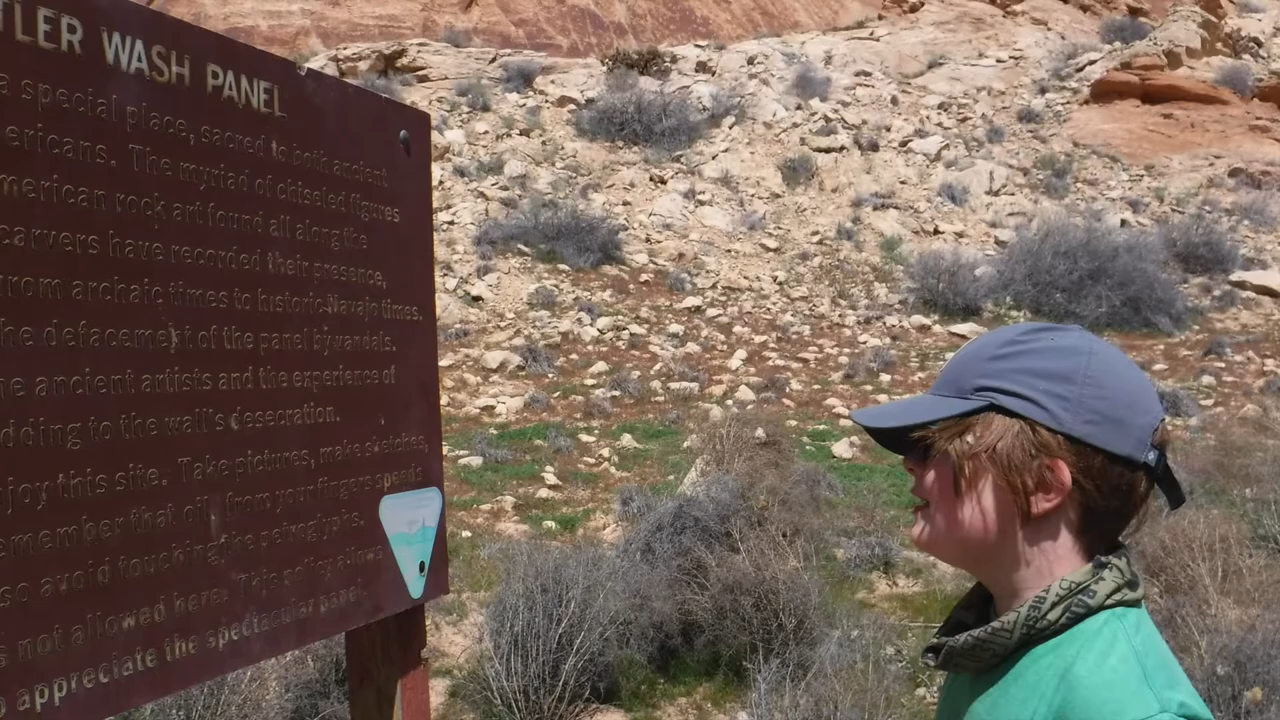 TLER WASH PANEL
a special place, sacred to both ancient
ericans. The myriad of chiseled figures
merican rock art found all along the
carvers have recorded their presence,
rom archaic times to historic Navajo times.
he defacement of the panel by vandals.
he ancient artists and the experience of
dding to the wall's desecration.
njoy this site. Take pictures, make sketches,
emember that oil from your fingers speeds
so avoid touching the petroglyphs.
s not allowed here. This policy allows
o appreciate the spectacular panel.